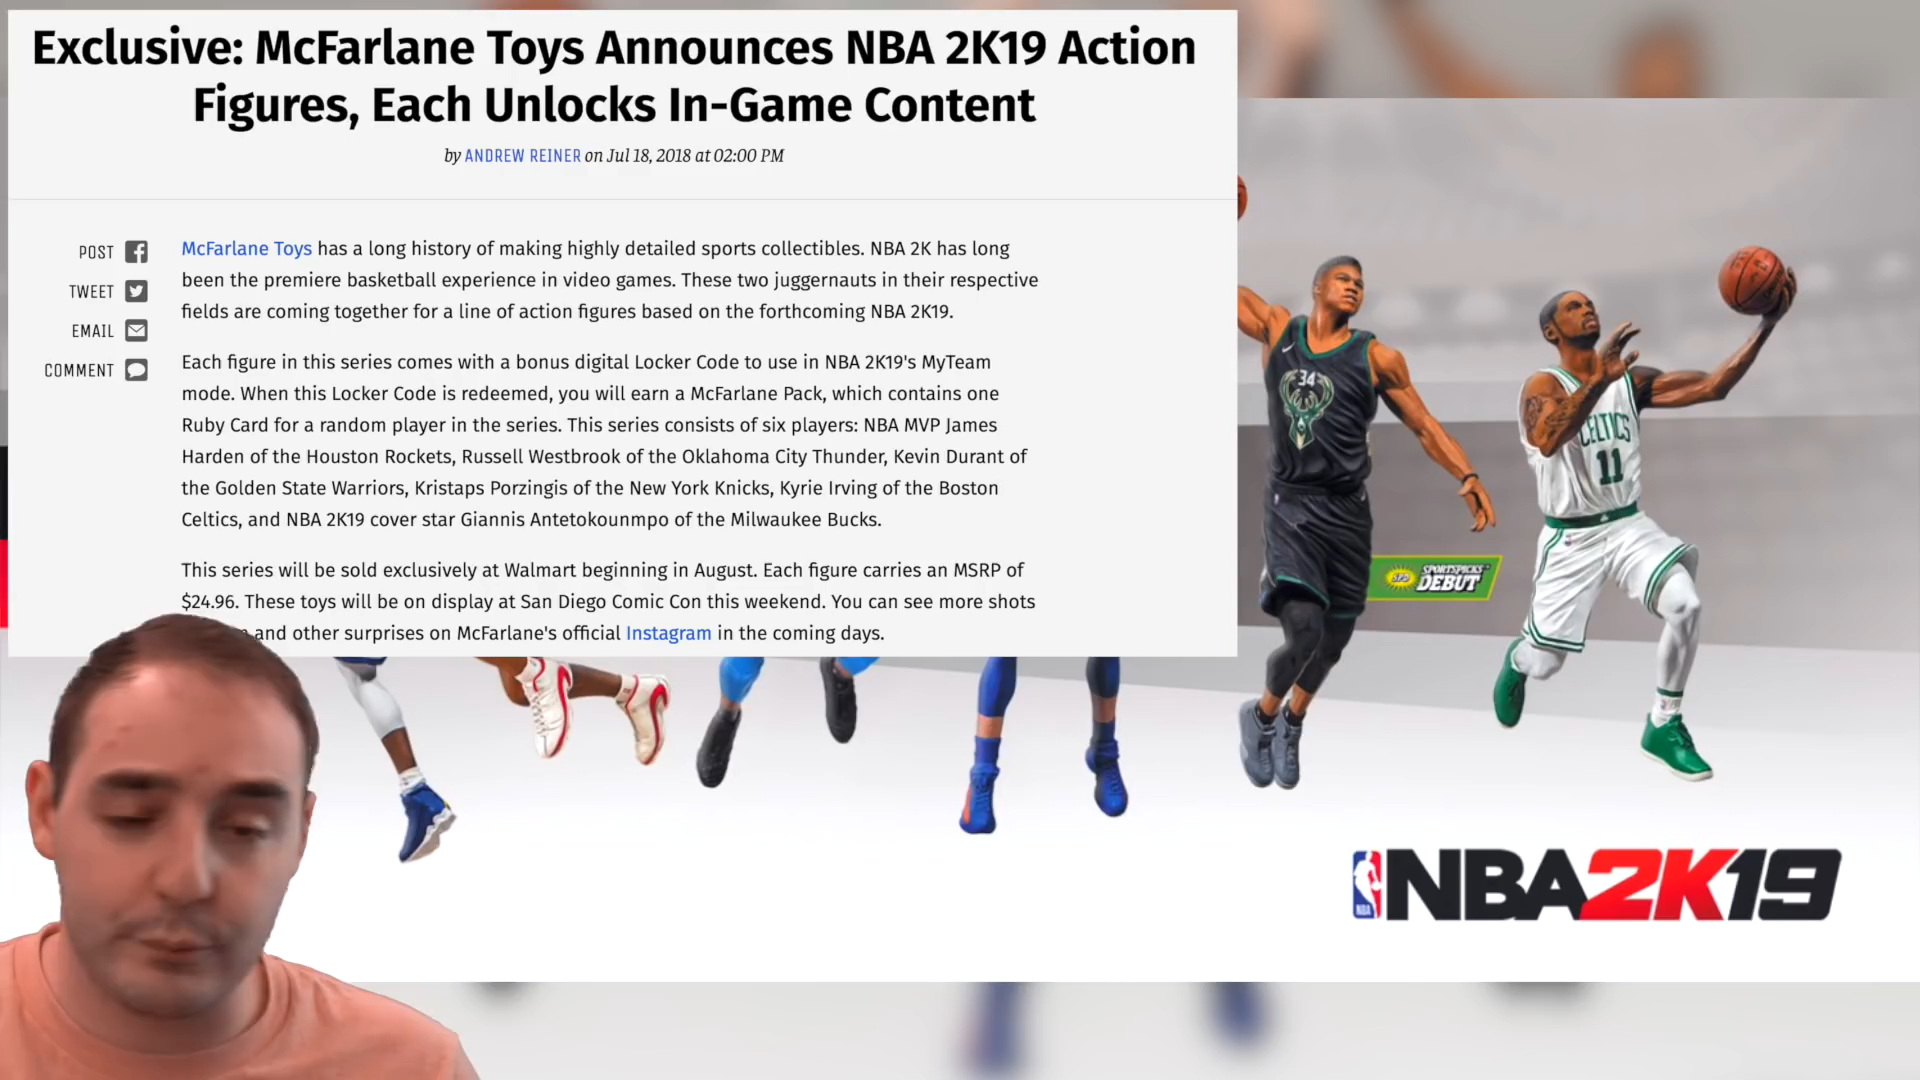 Exclusive: McFarlane Toys Announces NBA 2K19 Action
Figures, Each Unlocks In-Game Content
by ANDREW REINER on Jul 18, 2018 at 02:00 PM
POST
TWEET
EMAIL
COMMENT
McFarlane Toys has a long history of making highly detailed sports collectibles. NBA 2K has long
been the premiere basketball experience in video games. These two juggernauts in their respective
fields are coming together for a line of action figures based on the forthcoming NBA 2K19.
Each figure in this series comes with a bonus digital Locker Code to use in NBA 2K19's MyTeam
mode. When this Locker Code is redeemed, you will earn a McFarlane Pack, which contains one
Ruby Card for a random player in the series. This series consists of six players: NBA MVP James
Harden of the Houston Rockets, Russell Westbrook of the Oklahoma City Thunder, Kevin Durant of
the Golden State Warriors, Kristaps Porzingis of the New York Knicks, Kyrie Irving of the Boston
Celtics, and NBA 2K19 cover star Giannis Antetokounmpo of the Milwaukee Bucks.
This series will be sold exclusively at Walmart beginning in August. Each figure carries an MSRP of
$24.96. These toys will be on display at San Diego Comic Con this weekend. You can see more shots
and other surprises on McFarlane's official Instagram in the coming days.
34
CELTICS
11
SPD SPORTSPICKS
DEBUT
NBA
NBA2K19